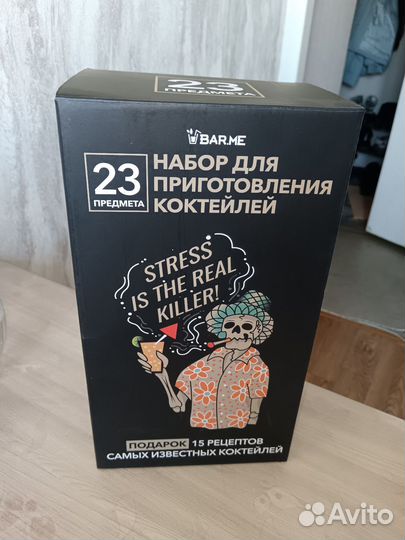 23
ПРЕДМЕТА
BAR.ME
23
ПРЕДМЕТА
НАБОР ДЛЯ
ПРИГОТОВЛЕНИЯ
КОКТЕЙЛЕЙ
STRESS
IS THE REAL
KILLER!
ПОДАРОК 15 РЕЦЕПТОВ
САМЫХ ИЗВЕСТНЫХ КОКТЕЙЛЕЙ
Avito